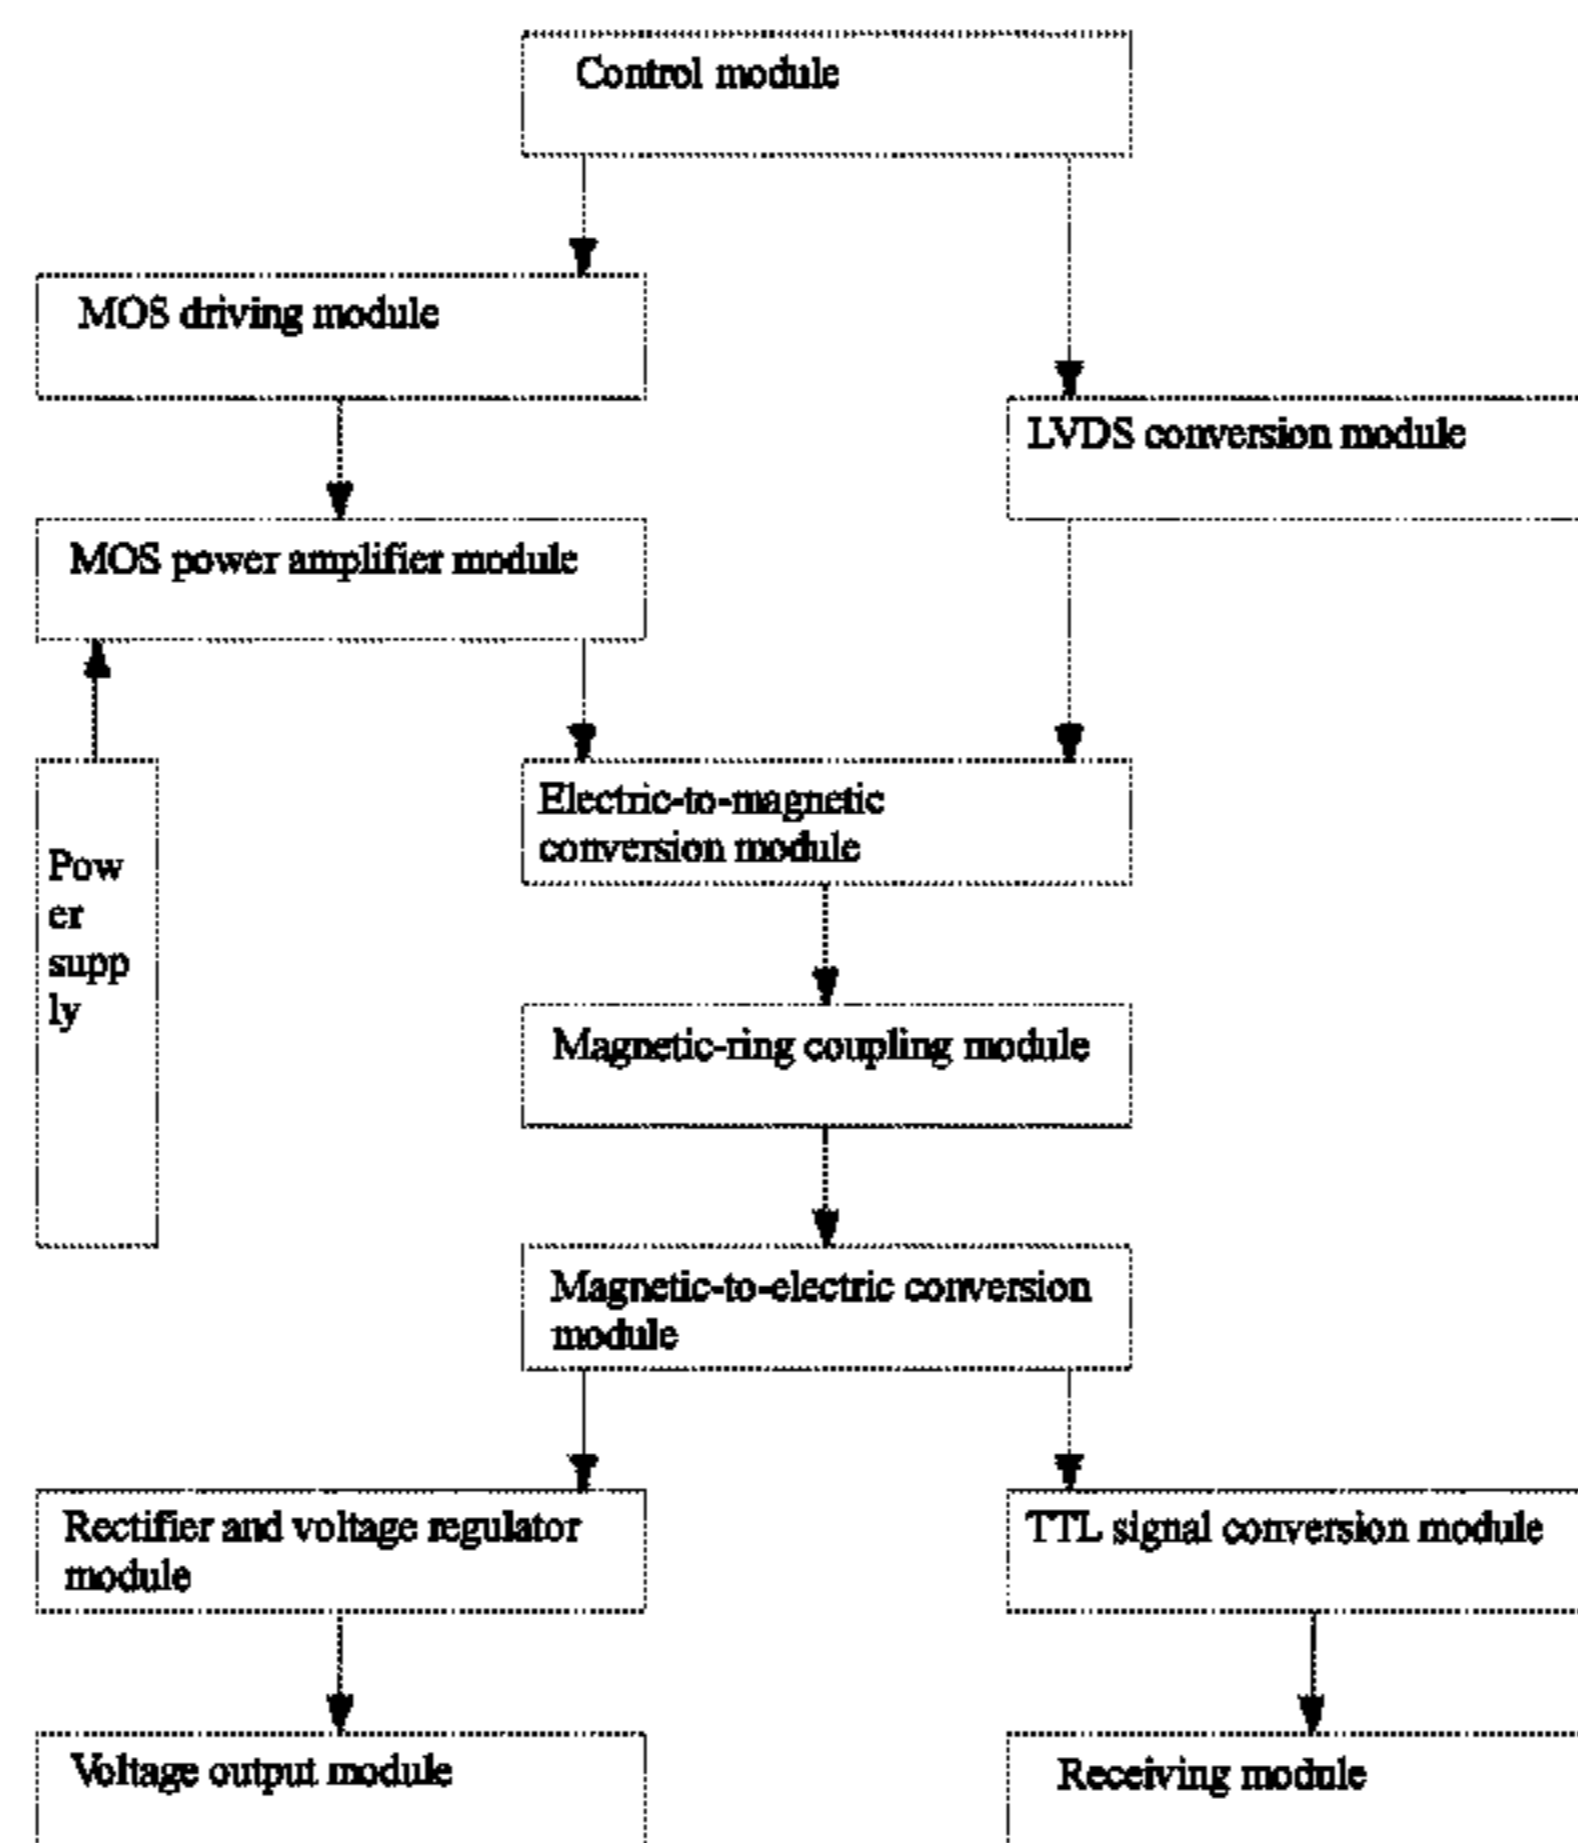 Control module
MOS driving module
LVDS conversion module
MOS power amplifier module
Electric-to-magnetic
conversion module
Pow
er
supp
ly
Magnetic-ring coupling module
Magnetic-to-electric conversion
module
Rectifier and voltage regulator
module
TTL signal conversion module
Voltage output module
Receiving module